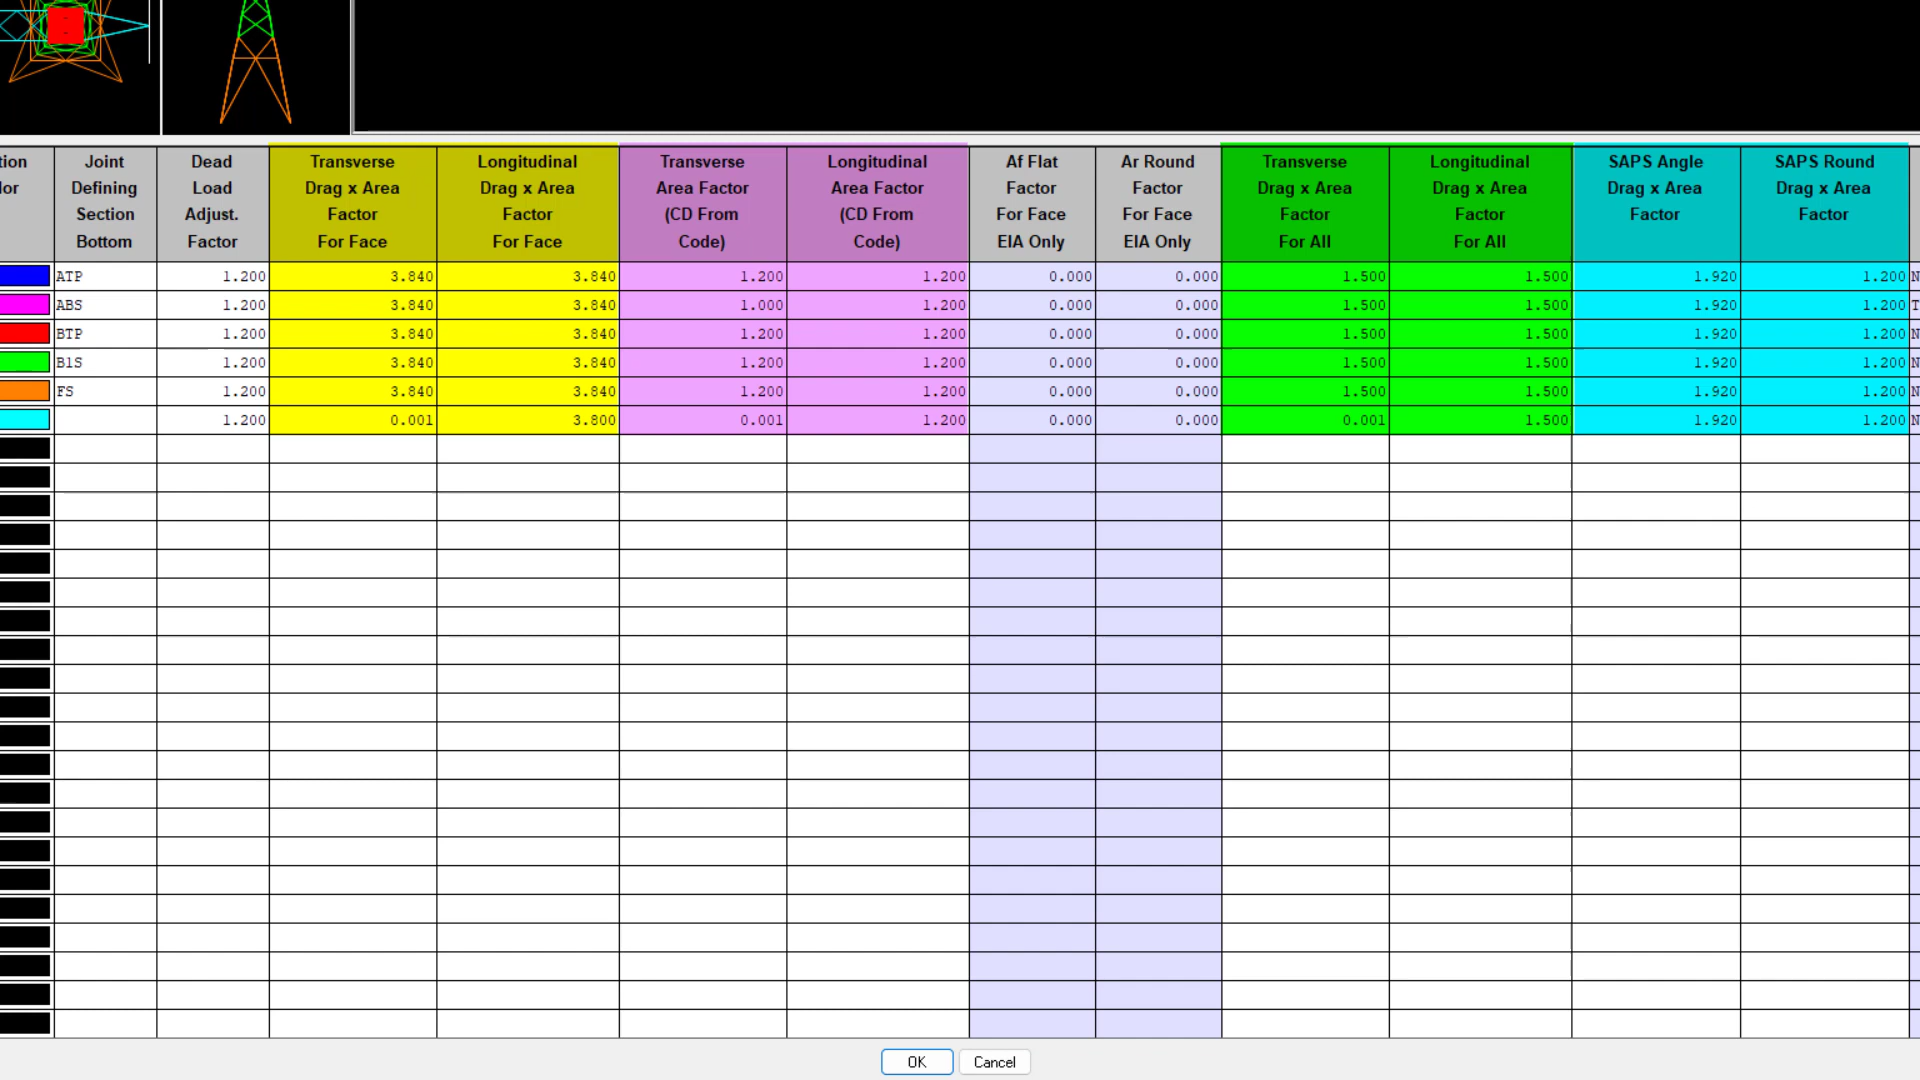 tion
lor
Joint
Defining
Section
Bottom
Dead
Load
Adjust.
Factor
Transverse
Drag x Area
Factor
For Face
Longitudinal
Drag x Area
Factor
For Face
Transverse
Area Factor
(CD From
Code)
Longitudinal
Area Factor
(CD From
Code)
Af Flat
Factor
For Face
EIA Only
Ar Round
Factor
For Face
EIA Only
Transverse
Drag x Area
Factor
For All
Longitudinal
Drag x Area
Factor
For All
SAPS Angle
Drag x Area
Factor
SAPS Round
Drag x Area
Factor
ATP 1.200 3.840 3.840 1.200 1.200 0.000 0.000 1.500 1.500 1.920 1.200 N
ABS 1.200 3.840 3.840 1.000 1.200 0.000 0.000 1.500 1.500 1.920 1.200 T
BTP 1.200 3.840 3.840 1.200 1.200 0.000 0.000 1.500 1.500 1.920 1.200 N
B1S 1.200 3.840 3.840 1.200 1.200 0.000 0.000 1.500 1.500 1.920 1.200 N
FS 1.200 3.840 3.840 1.200 1.200 0.000 0.000 1.500 1.500 1.920 1.200 N
1.200 0.001 3.800 0.001 1.200 0.000 0.000 0.001 1.500 1.920 1.200 N
OK Cancel